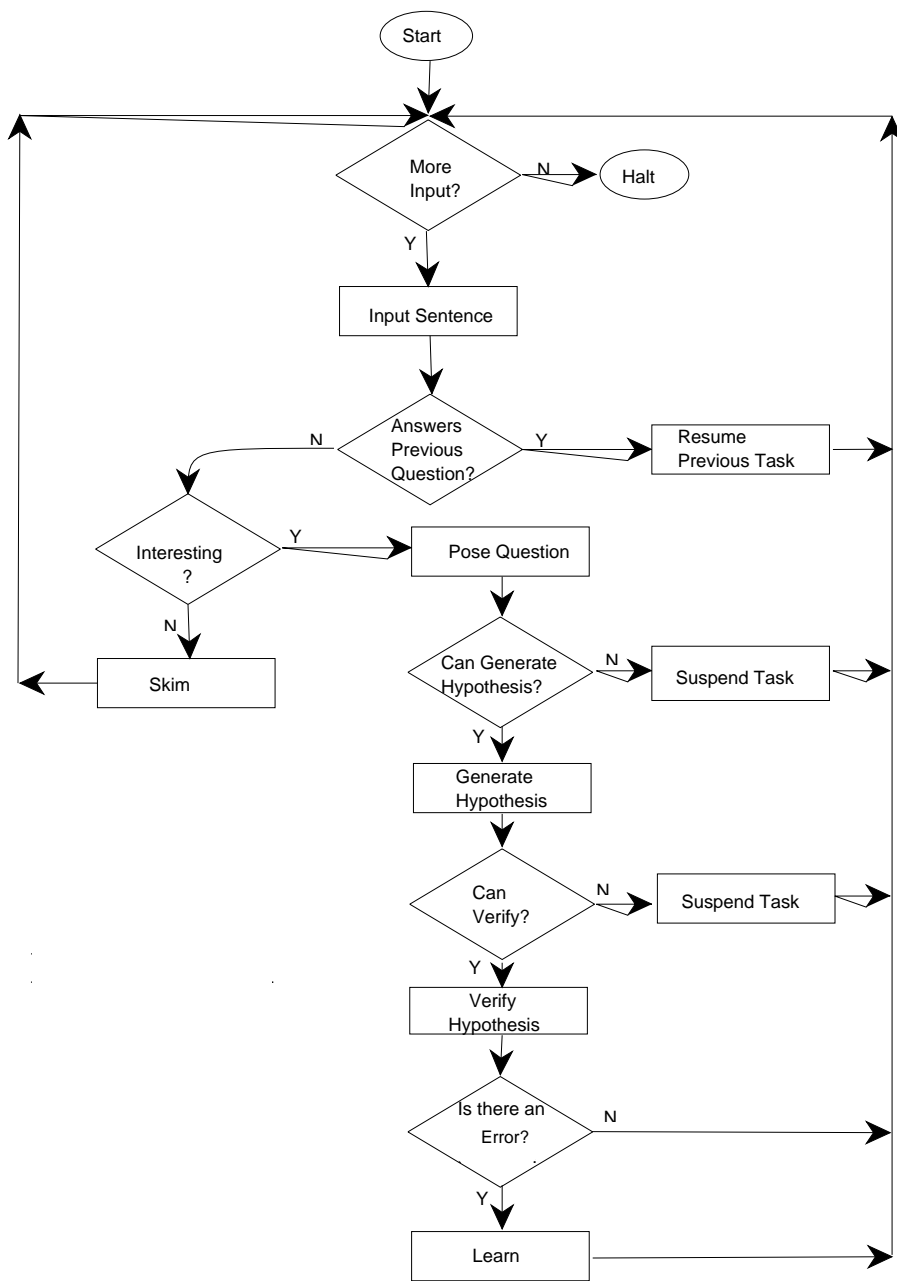 Start
More
Input?
N
Halt
Y
Input Sentence
Answers
Previous
Question?
N
Y
Resume
Previous Task
Interesting
?
Y
Pose Question
N
Skim
Can Generate
Hypothesis?
N
Suspend Task
Y
Generate
Hypothesis
Can
Verify?
N
Suspend Task
Y
Verify
Hypothesis
Is there an
Error?
N
Y
Learn